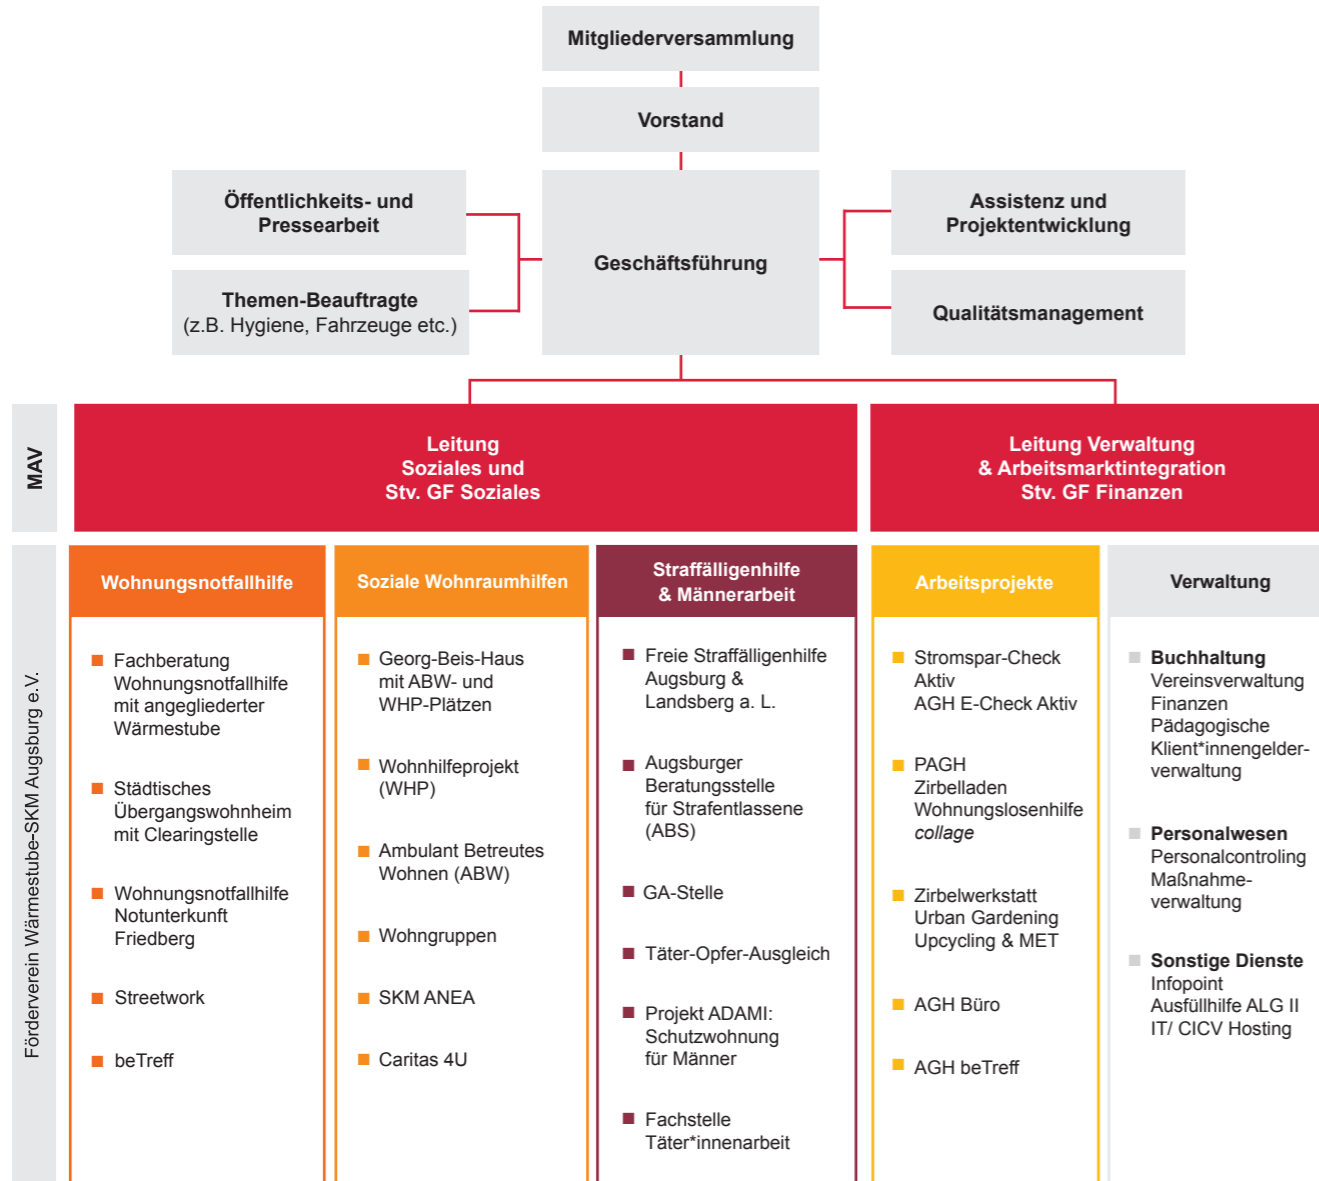 Mitgliederversammlung
Vorstand
Öffentlichkeits- und
Pressearbeit
Themen-Beauftragte
(z.B. Hygiene, Fahrzeuge etc.)
Geschäftsführung
Assistenz und
Projektentwicklung
Qualitätsmanagement
MAV
Leitung
Soziales und
Stv. GF Soziales
Leitung Verwaltung
& Arbeitsmarktintegration
Stv. GF Finanzen
Förderverein Wärmestube-SKM Augsburg e.V.
Wohnungsnotfallhilfe
Fachberatung
Wohnungsnotfallhilfe
mit angegliederter
Wärmestube
Städtisches
Übergangswohnheim
mit Clearingstelle
Wohnungsnotfallhilfe
Notunterkunft
Friedberg
Streetwork
beTreff
Soziale Wohnraumhilfen
Georg-Beis-Haus
mit ABW- und
WHP-Plätzen
Wohnhilfeprojekt
(WHP)
Ambulant Betreutes
Wohnen (ABW)
Wohngruppen
SKM ANEA
Caritas 4U
Straffälligenhilfe
& Männerarbeit
Freie Straffälligenhilfe
Augsburg &
Landsberg a. L.
Augsburger
Beratungsstelle
für Strafentlassene
(ABS)
GA-Stelle
Täter-Opfer-Ausgleich
Projekt ADAMI:
Schutzwohnung
für Männer
Fachstelle
Täter*innenarbeit
Arbeitsprojekte
Stromspar-Check
Aktiv
AGH E-Check Aktiv
PAGH
Zirbelladen
Wohnungslosenhilfe
collage
Zirbelwerkstatt
Urban Gardening
Upcycling & MET
AGH Büro
AGH beTreff
Verwaltung
Buchhaltung
Vereinsverwaltung
Finanzen
Pädagogische
Klient*innengelder-
verwaltung
Personalwesen
Personalcontroling
Maßnahme-
verwaltung
Sonstige Dienste
Infopoint
Ausfüllhilfe ALG II
IT/ CICV Hosting